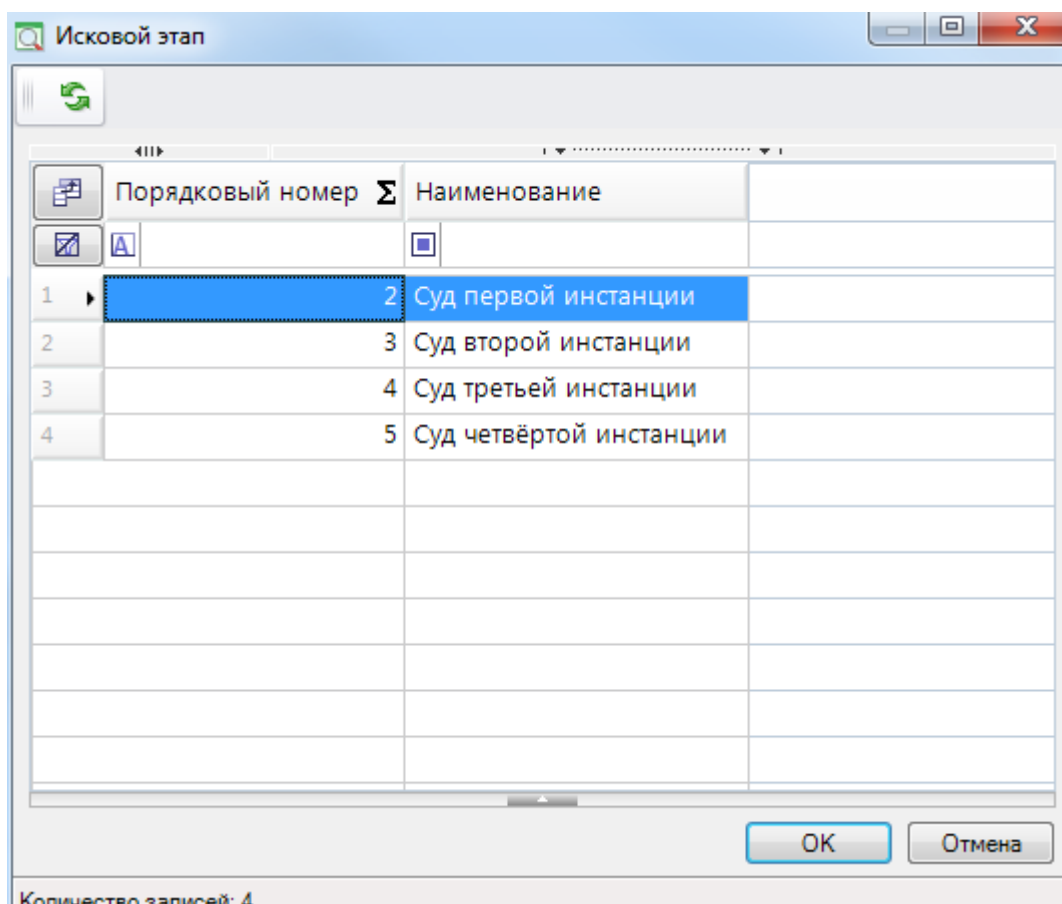 Исковой этап
Порядковый номер Σ Наименование
A
1 2 Суд первой инстанции
2 3 Суд второй инстанции
3 4 Суд третьей инстанции
4 5 Суд четвёртой инстанции
OK Отмена
Количество записей: 4